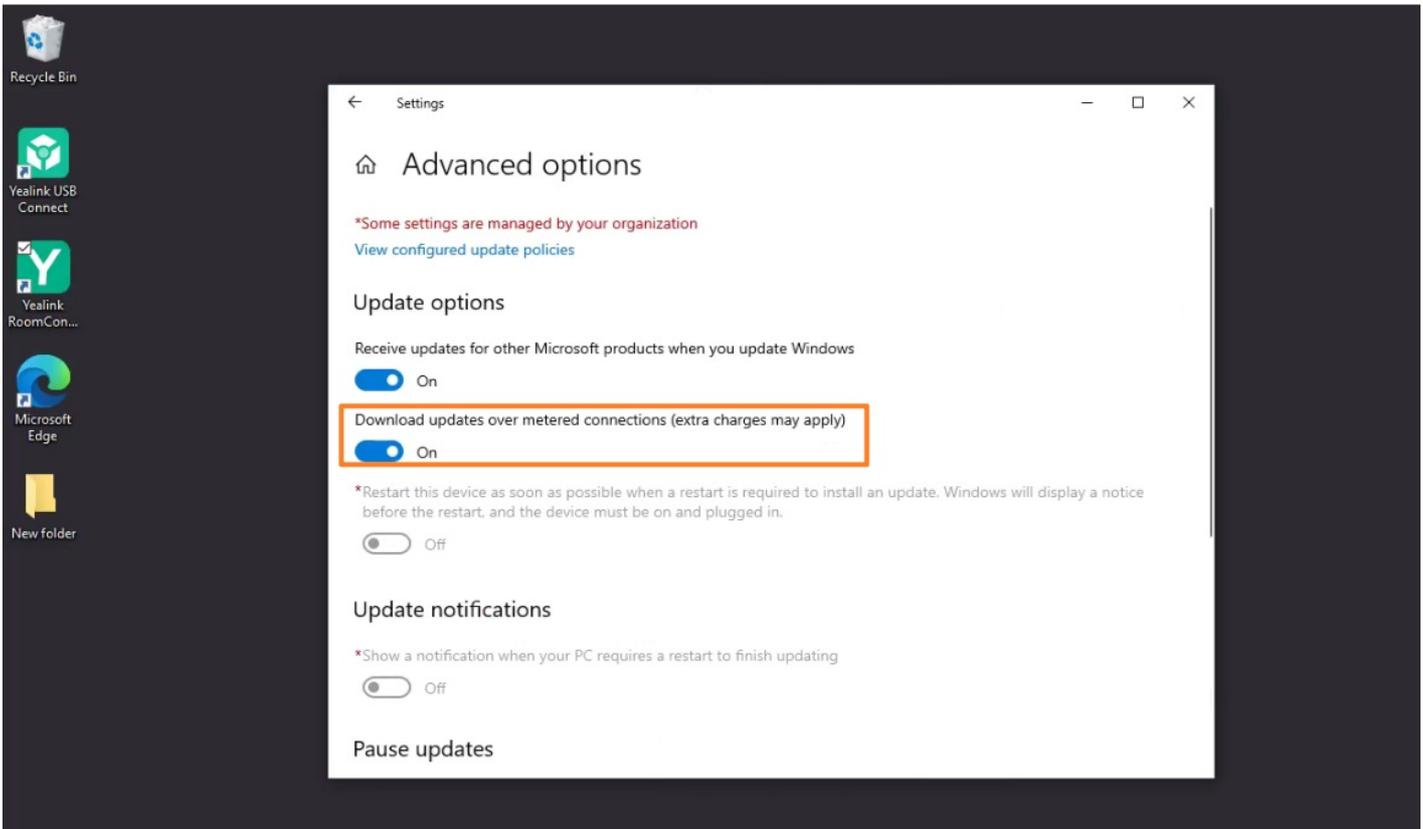 Recycle Bin
Yealink USB
Connect
Yealink
RoomCon...
Microsoft
Edge
New folder
Settings
Advanced options
*Some settings are managed by your organization
View configured update policies
Update options
Receive updates for other Microsoft products when you update Windows
On
Download updates over metered connections (extra charges may apply)
On
*Restart this device as soon as possible when a restart is required to install an update. Windows will display a notice
before the restart, and the device must be on and plugged in.
Off
Update notifications
*Show a notification when your PC requires a restart to finish updating
Off
Pause updates